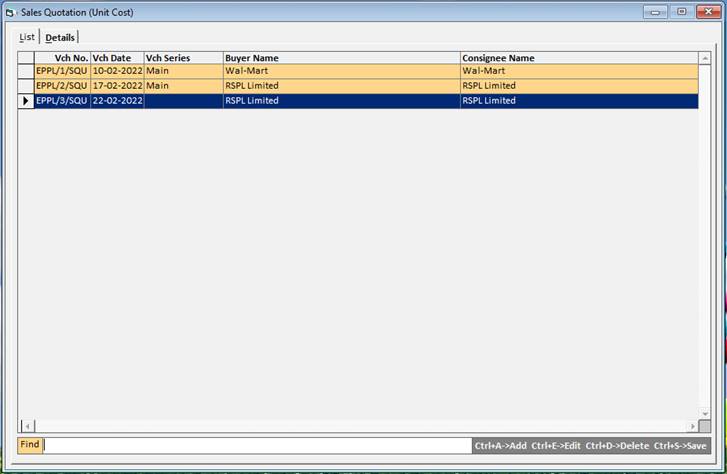 Sales Quotation (Unit Cost)
List Details
Vch No. Vch Date Vch Series Buyer Name Consignee Name
EPPL/1/SQU 10-02-2022 Main Wal-Mart Wal-Mart
EPPL/2/SQU 17-02-2022 Main RSPL Limited RSPL Limited
EPPL/3/SQU 22-02-2022 RSPL Limited RSPL Limited
Find Ctrl+A->Add Ctrl+E->Edit Ctrl+D->Delete Ctrl+S->Save